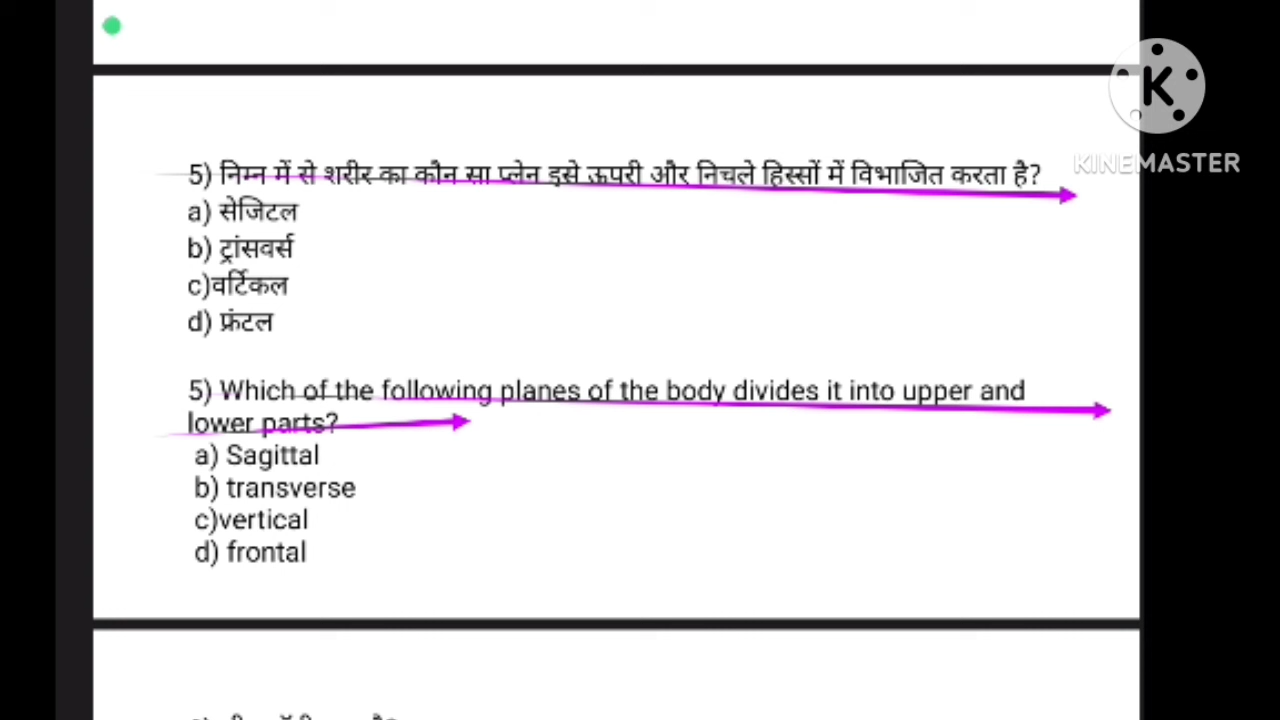 5) निम्न में से शरीर का कौन सा प्लेन इसे ऊपरी और निचले हिस्सों में विभाजित करता है?
a) सेजिटल
b) ट्रांसवर्स
c)वर्टिकल
d) फ्रंटल
5) Which of the following planes of the body divides it into upper and
lower parts?
a) Sagittal
b) transverse
c)vertical
d) frontal
K
KINEMASTER